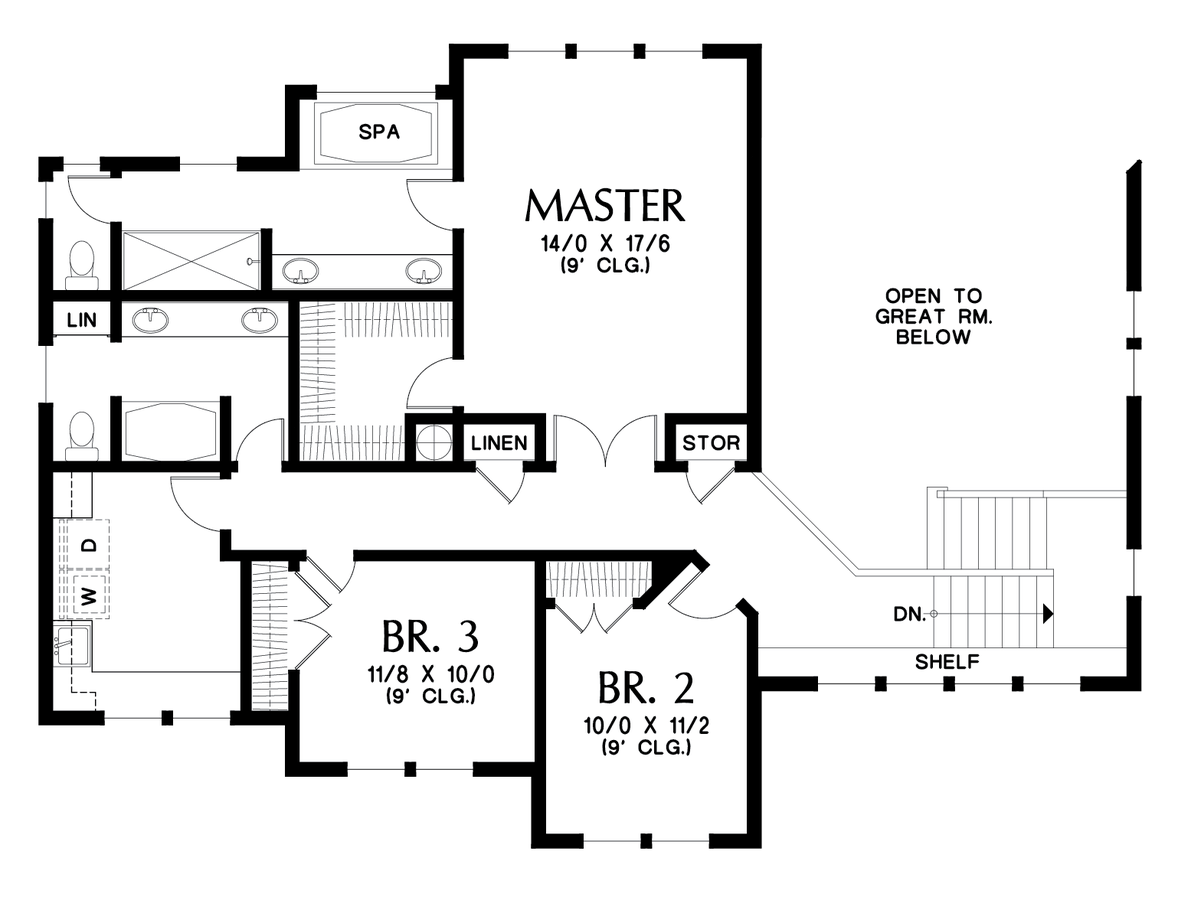 SPA
MASTER
14/0 X 17/6
(9' CLG.)
OPEN TO
GREAT RM.
BELOW
LIN
LINEN
STOR
D
W
BR. 3
11/8 X 10/0
(9' CLG.)
DN.
SHELF
BR. 2
10/0 X 11/2
(9' CLG.)